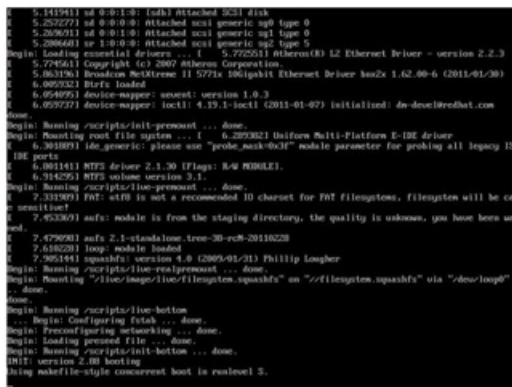 [    5.141941] sd 0:0:1:0: [sdb] Attached SCSI disk
[    5.257277] sd 0:0:0:0: Attached scsi generic sg0 type 0
[    5.269691] sd 0:0:1:0: Attached scsi generic sg1 type 0
[    5.280660] sr 1:0:0:0: Attached scsi generic sg2 type 5
Begin: Loading essential drivers ... [    5.772551] Atheros(R) L2 Ethernet Driver - version 2.2.3
[    5.774561] Copyright (c) 2007 Atheros Corporation.
[    5.863196] Broadcom NetXtreme II 5771x 10Gigabit Ethernet Driver bnx2x 1.62.00-6 (2011/01/30)
[    6.005932] Btrfs loaded
[    6.054095] device-mapper: uevent: version 1.0.3
[    6.059737] device-mapper: ioctl: 4.19.1-ioctl (2011-01-07) initialised: dm-devel@redhat.com
done.
Begin: Running /scripts/init-premount ... done.
Begin: Mounting root file system ... [    6.289382] Uniform Multi-Platform E-IDE driver
[    6.301889] ide_generic: please use "probe_mask=0x3f" module parameter for probing all legacy IS
IDE ports
[    6.801141] NTFS driver 2.1.30 [Flags: R/W MODULE].
[    6.914295] NTFS volume version 3.1.
Begin: Running /scripts/live-premount ... done.
[    7.331909] FAT: utf8 is not a recommended IO charset for FAT filesystems, filesystem will be ca
e sensitive!
[    7.453369] aufs: module is from the staging directory, the quality is unknown, you have been wa
ned.
[    7.479098] aufs 2.1-standalone.tree-38-rcN-20110228
[    7.610228] loop: module loaded
[    7.905144] squashfs: version 4.0 (2009/01/31) Phillip Lougher
Begin: Running /scripts/live-realpremount ... done.
Begin: Mounting "/live/image/live/filesystem.squashfs" on "//filesystem.squashfs" via "/dev/loop0"
.. done.
done.
Begin: Running /scripts/live-bottom
... Begin: Configuring fstab ... done.
Begin: Preconfiguring networking ... done.
Begin: Loading preseed file ... done.
Begin: Running /scripts/init-bottom ... done.
INIT: version 2.88 booting
Using makefile-style concurrent boot in runlevel S.